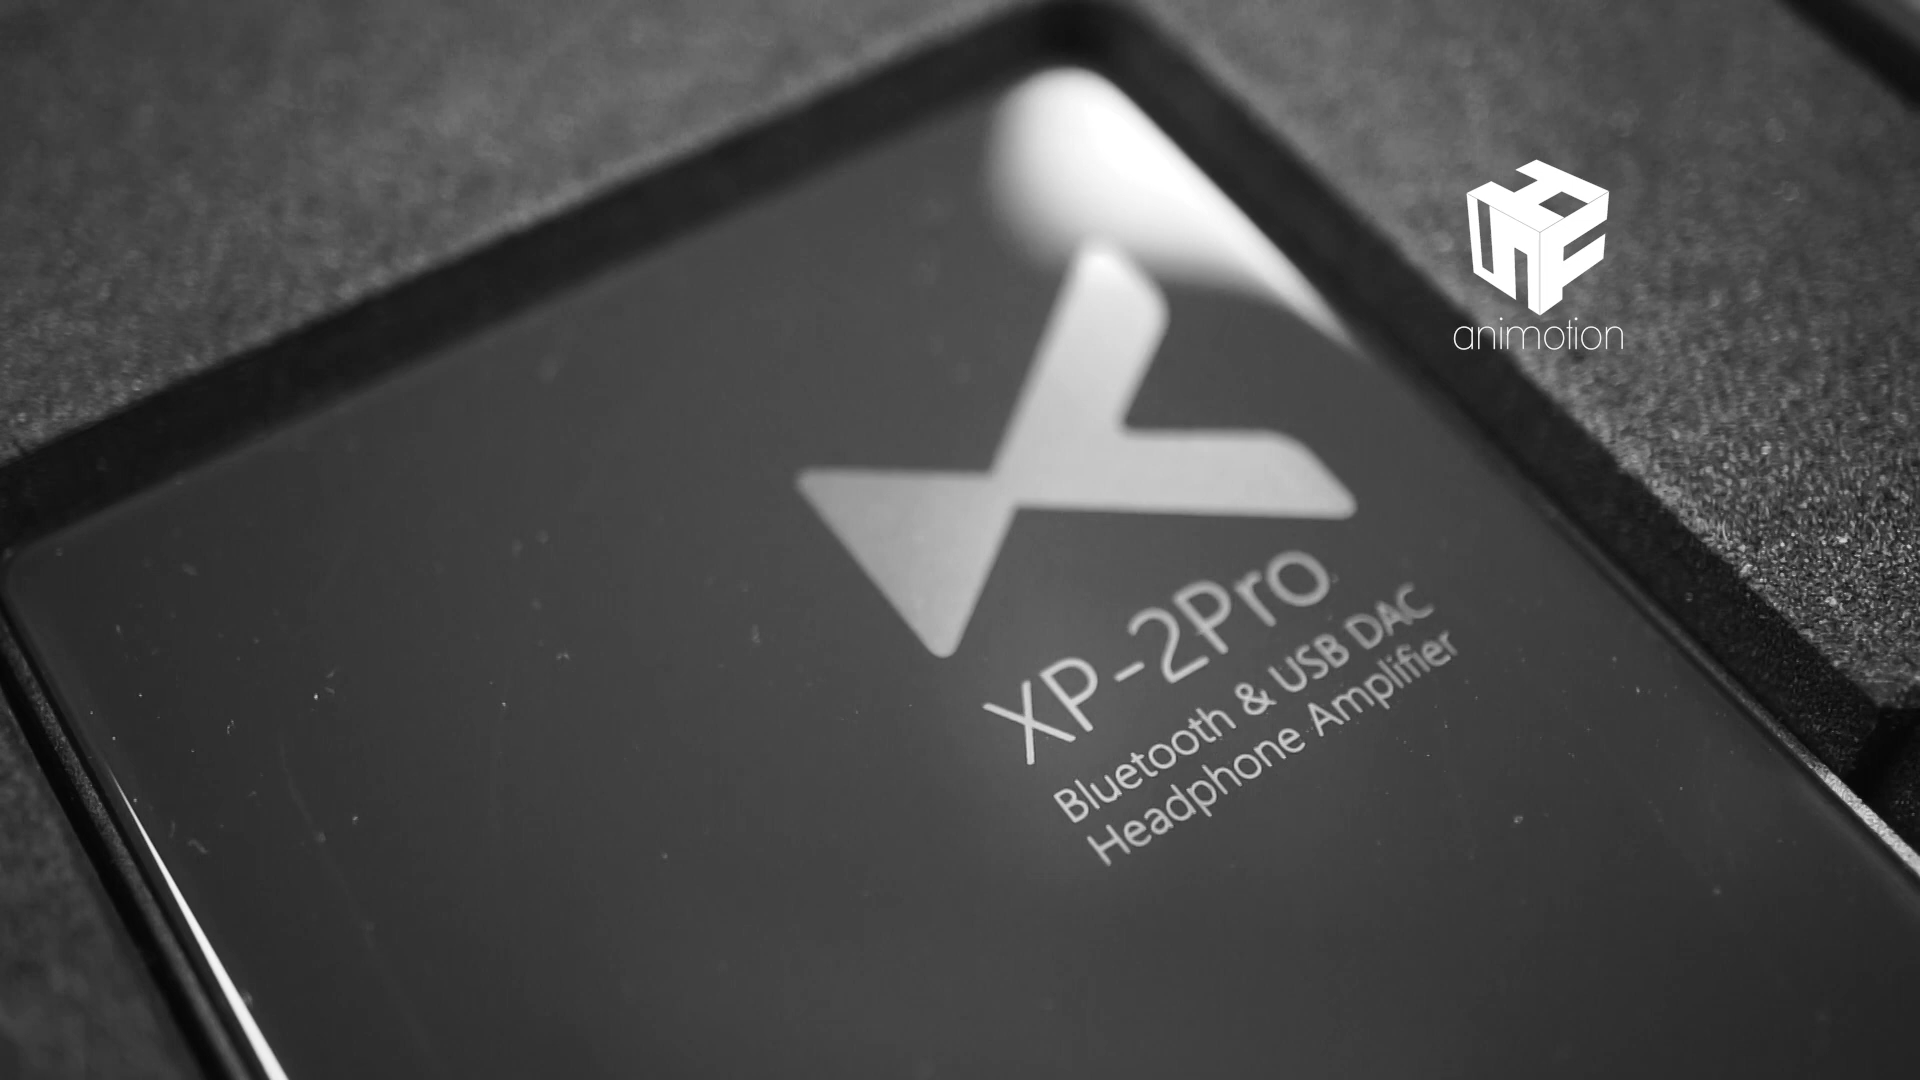 XP-2Pro
Bluetooth & USB DAC
Headphone Amplifier
animotion